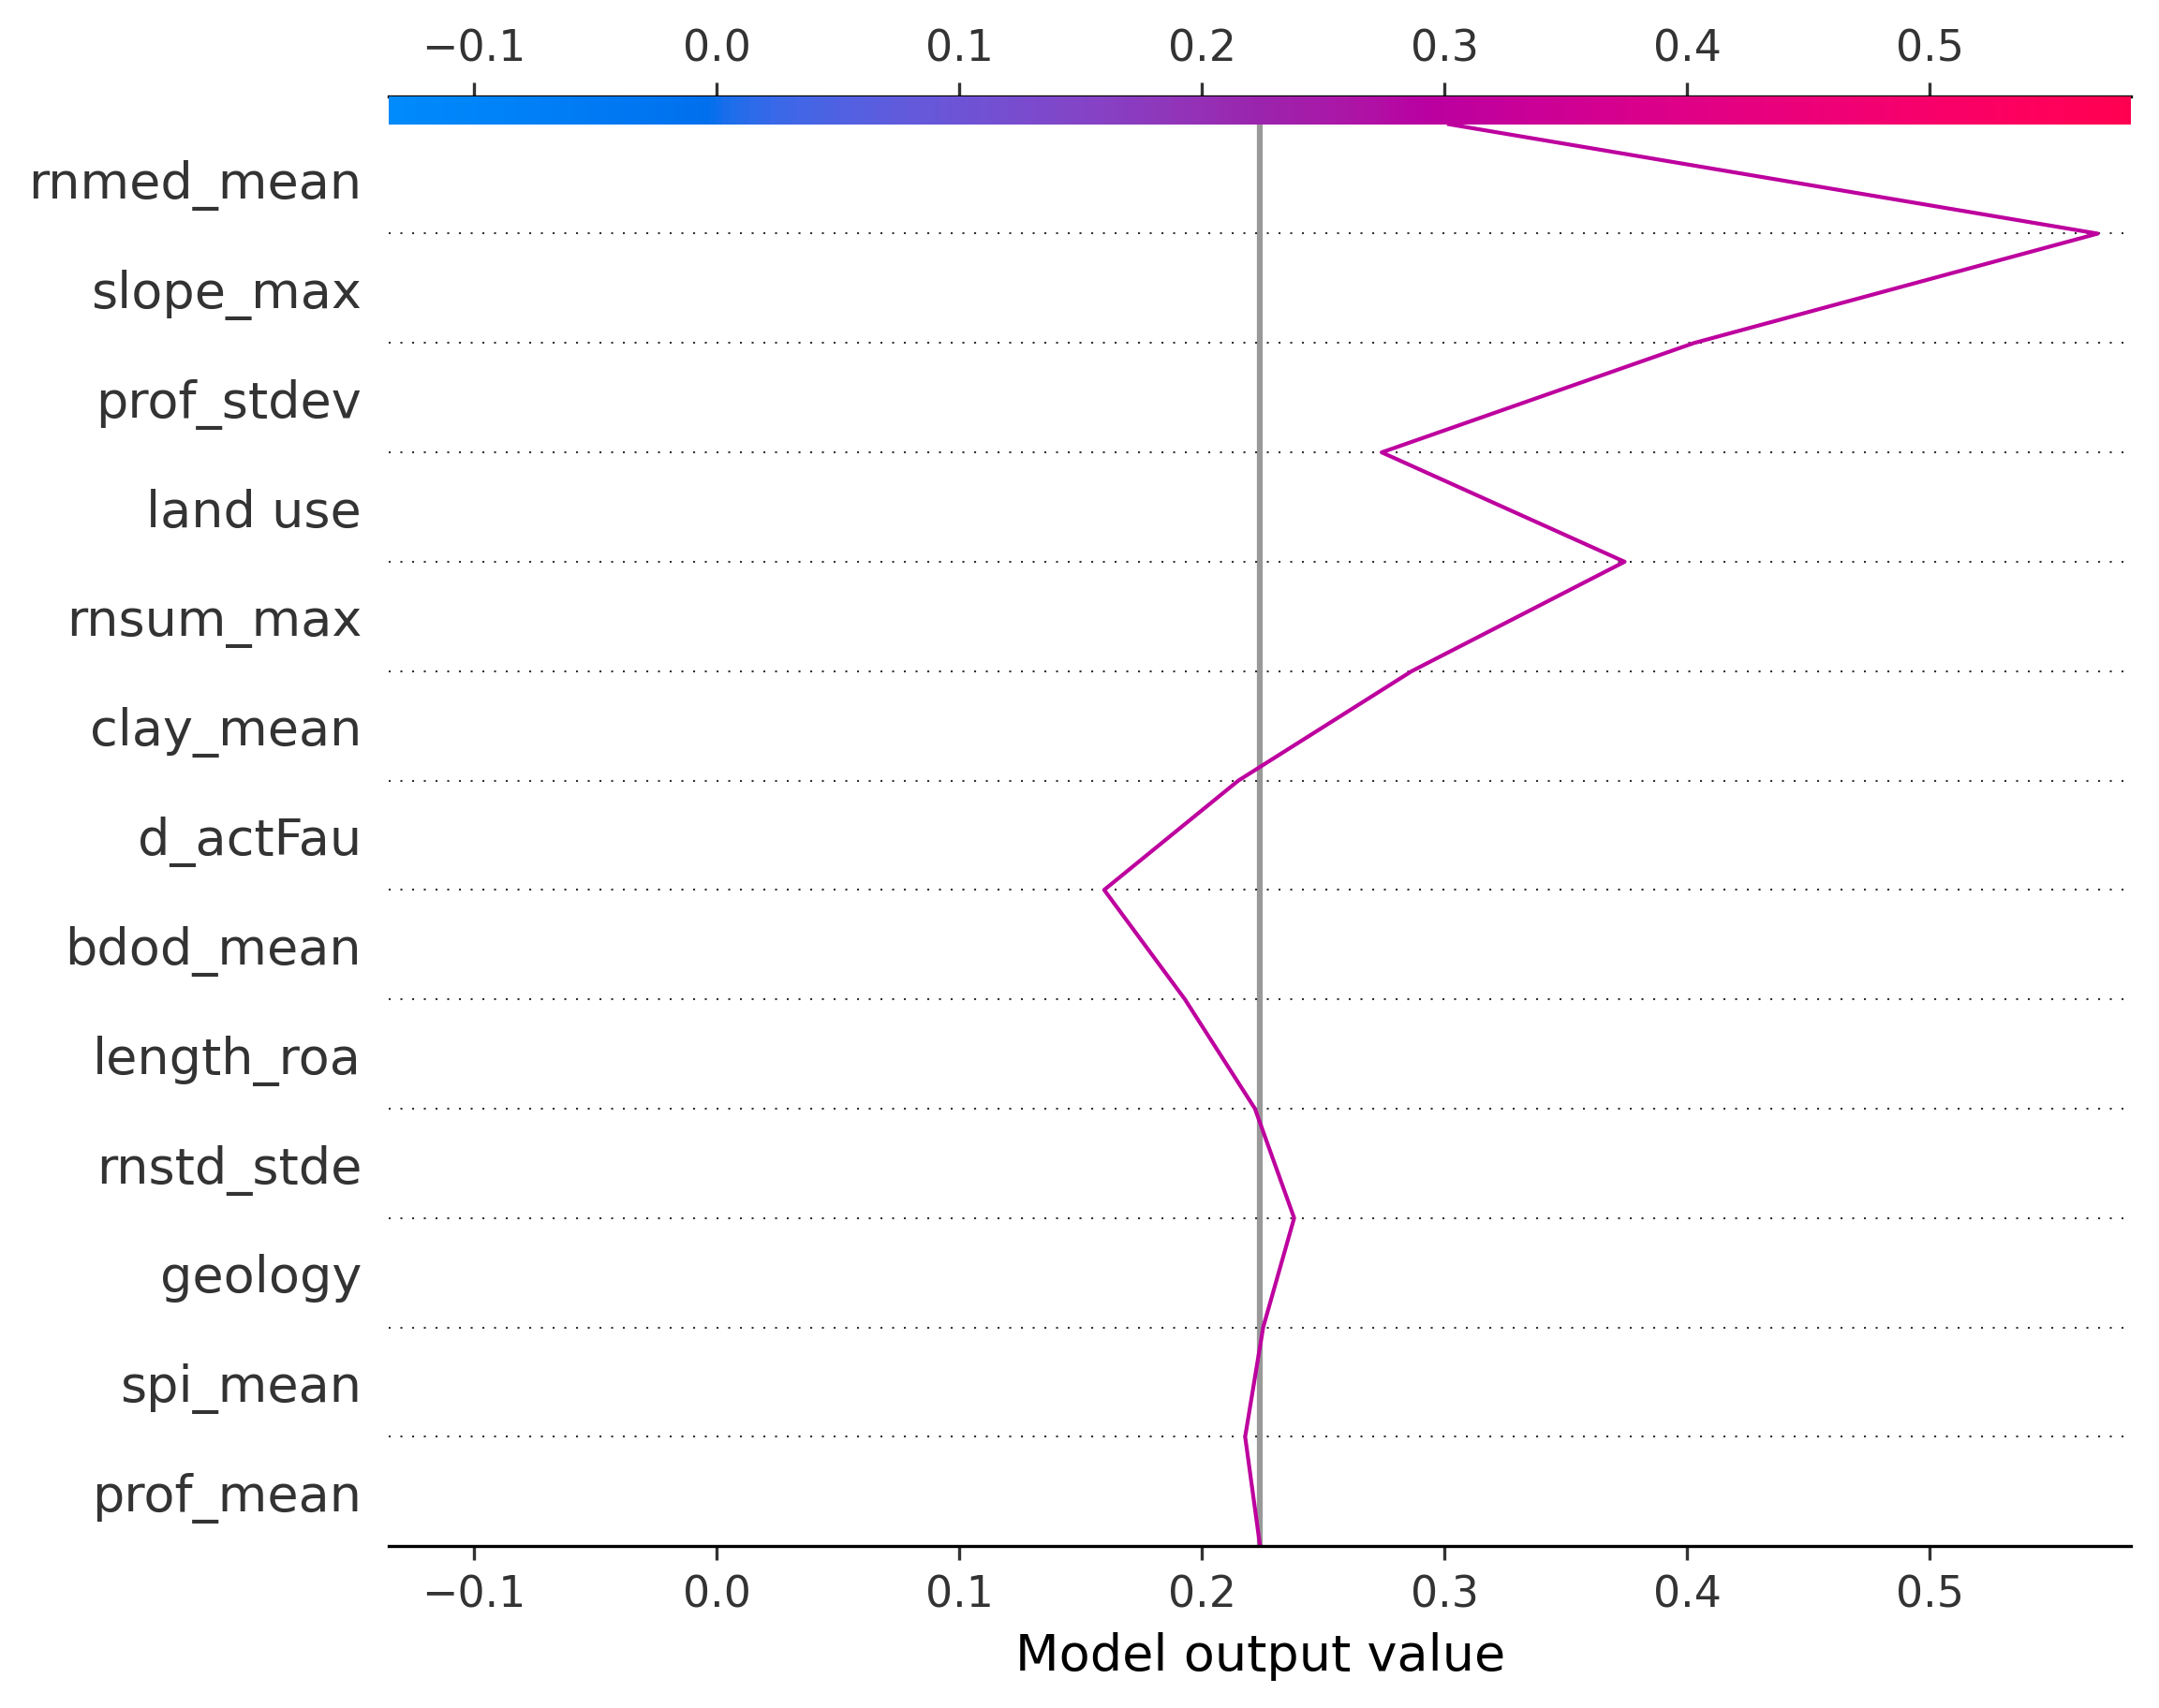 −0.1 0.0 0.1 0.2 0.3 0.4 0.5
rnmed_mean
slope_max
prof_stdev
land use
rnsum_max
clay_mean
d_actFau
bdod_mean
length_roa
rnstd_stde
geology
spi_mean
prof_mean
−0.1 0.0 0.1 0.2 0.3 0.4 0.5
Model output value